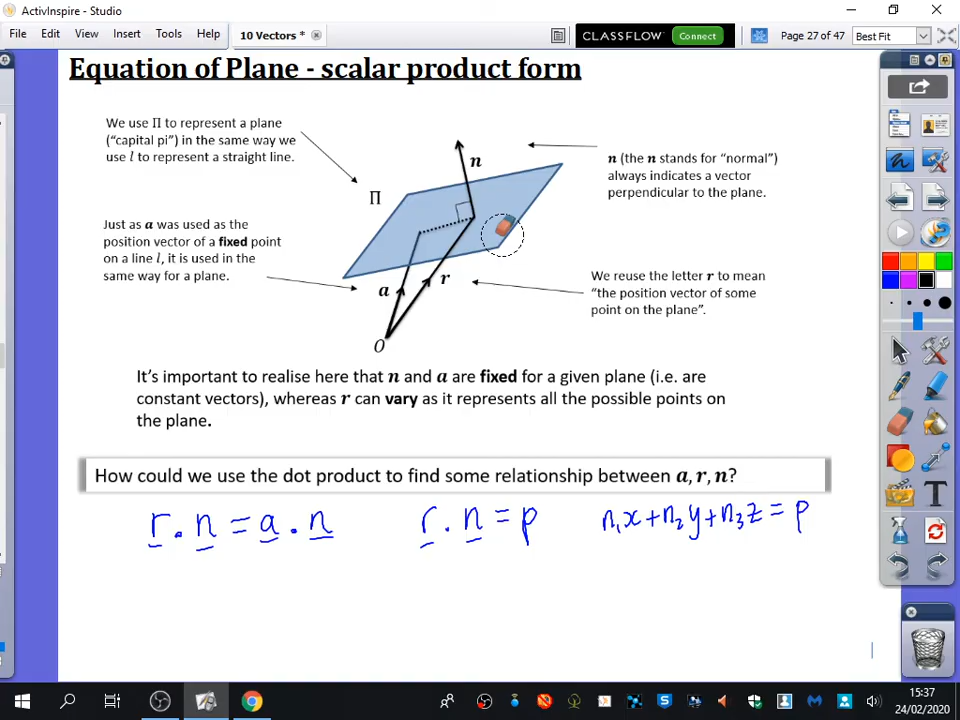 ActivInspire - Studio
File Edit View Insert Tools Help
10 Vectors *
CLASSFLOW™ Connect
Page 27 of 47
Best Fit
Equation of Plane - scalar product form
We use Π to represent a plane
("capital pi") in the same way we
use l to represent a straight line.
n
n (the n stands for "normal")
always indicates a vector
perpendicular to the plane.
Π
Just as a was used as the
position vector of a fixed point
on a line l, it is used in the
same way for a plane.
a
r
We reuse the letter r to mean
"the position vector of some
point on the plane".
O
It's important to realise here that n and a are fixed for a given plane (i.e. are
constant vectors), whereas r can vary as it represents all the possible points on
the plane.
How could we use the dot product to find some relationship between a, r, n?
r . n = a . n
r . n = p
n₁x+n₂y+n₃z = p
15:37
24/02/2020